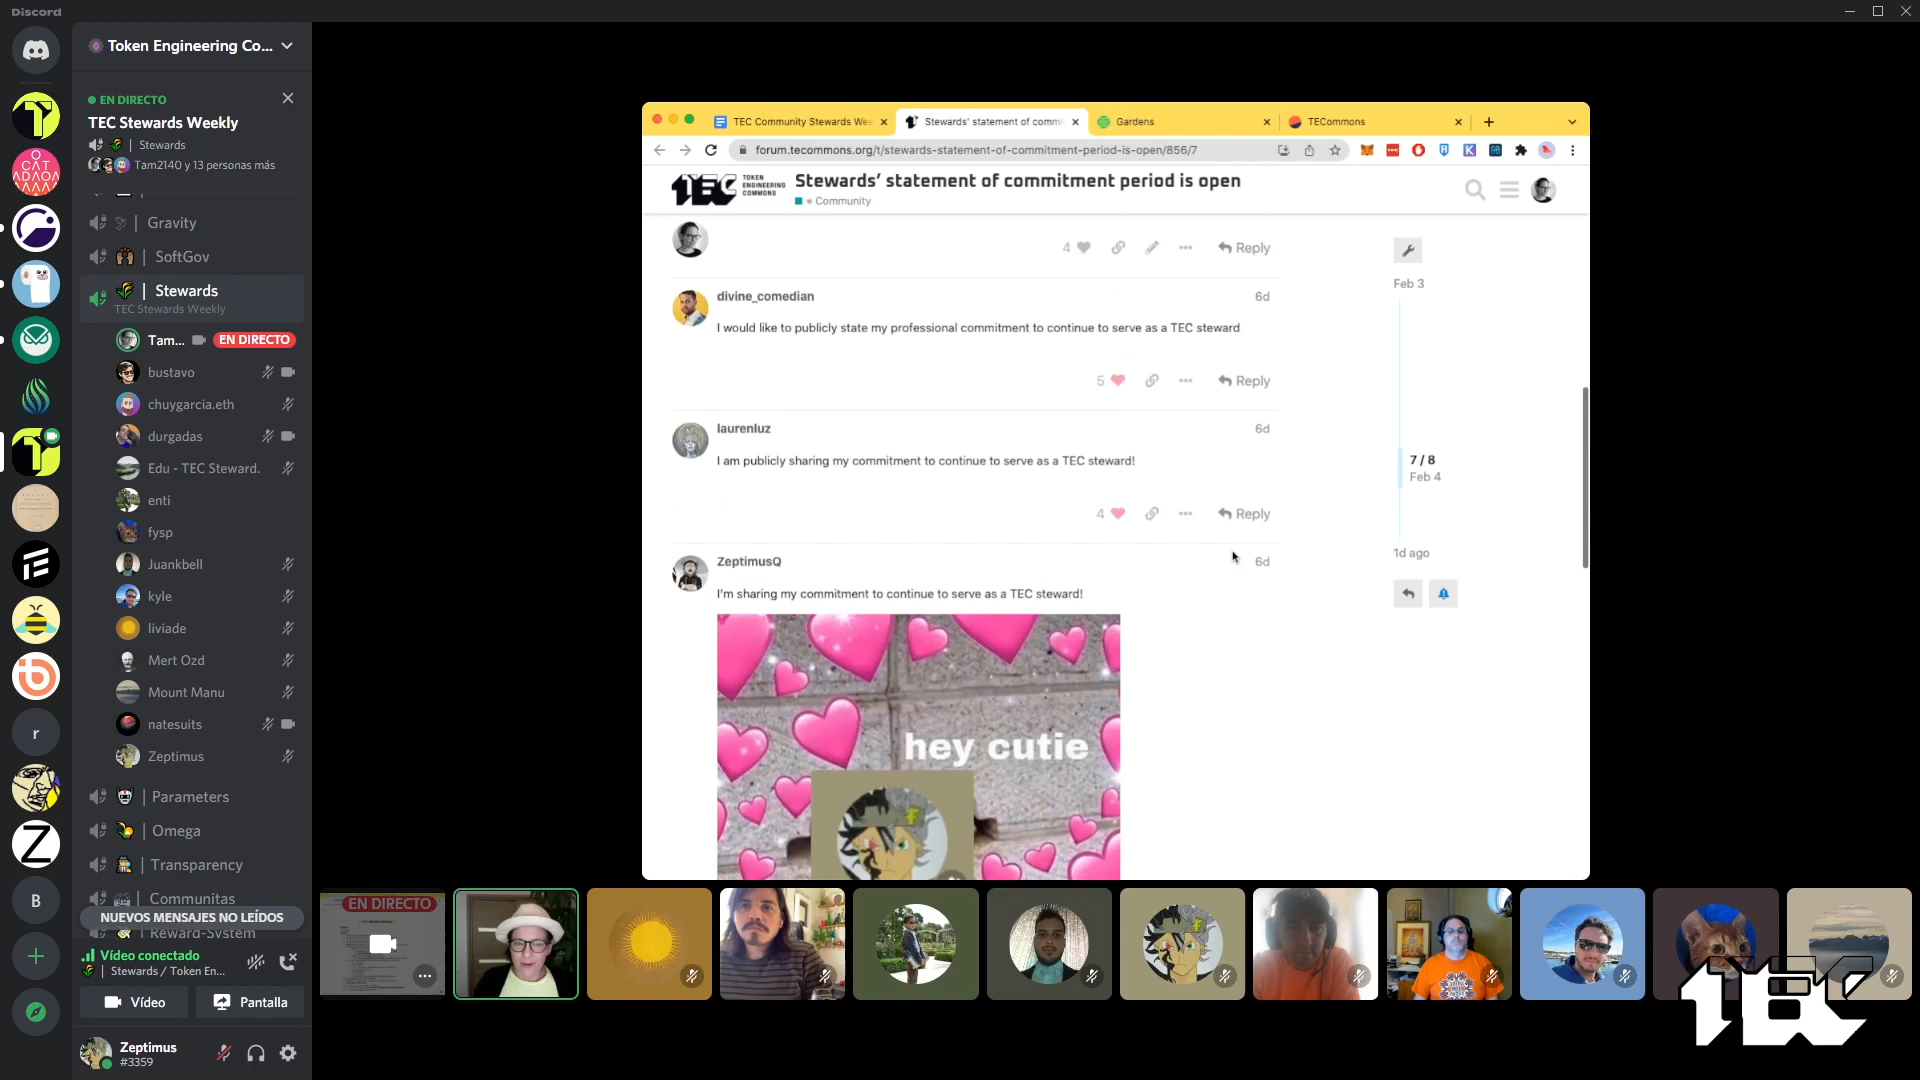 Discord
Token Engineering Co...
EN DIRECTO
TEC Stewards Weekly
| Stewards
Tam2140 y 13 personas más
| Gravity
| SoftGov
| Stewards
TEC Stewards Weekly
Tam... EN DIRECTO
bustavo
chuygarcia.eth
durgadas
Edu - TEC Steward.
enti
fysp
Juankbell
kyle
liviade
Mert Ozd
Mount Manu
natesuits
Zeptimus
| Parameters
| Omega
| Transparency
| Communitas
NUEVOS MENSAJES NO LEÍDOS
| Reward-System
Vídeo conectado
| Stewards / Token En...
Vídeo
Pantalla
Zeptimus
#3359
r
B
TEC Community Stewards Wee
Stewards' statement of commi
Gardens
TECommons
forum.tecommons.org/t/stewards-statement-of-commitment-period-is-open/856/7
TEC TOKEN ENGINEERING COMMONS
Stewards' statement of commitment period is open
Community
4 Reply
divine_comedian 6d
I would like to publicly state my professional commitment to continue to serve as a TEC steward
5 Reply
laurenluz 6d
I am publicly sharing my commitment to continue to serve as a TEC steward!
4 Reply
ZeptimusQ 6d
I'm sharing my commitment to continue to serve as a TEC steward!
hey cutie
Feb 3
7 / 8
Feb 4
1d ago
EN DIRECTO
TEC